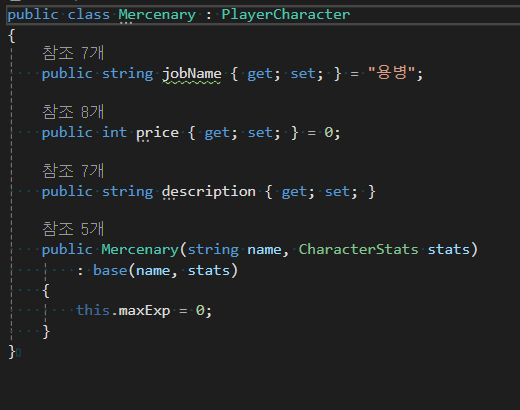 public class Mercenary : PlayerCharacter
{
참조 7개
public string jobName { get; set; } = "용병";
참조 8개
public int price { get; set; } = 0;
참조 7개
public string description { get; set; }
참조 5개
public Mercenary(string name, CharacterStats stats)
: base(name, stats)
{
this.maxExp = 0;
}
}